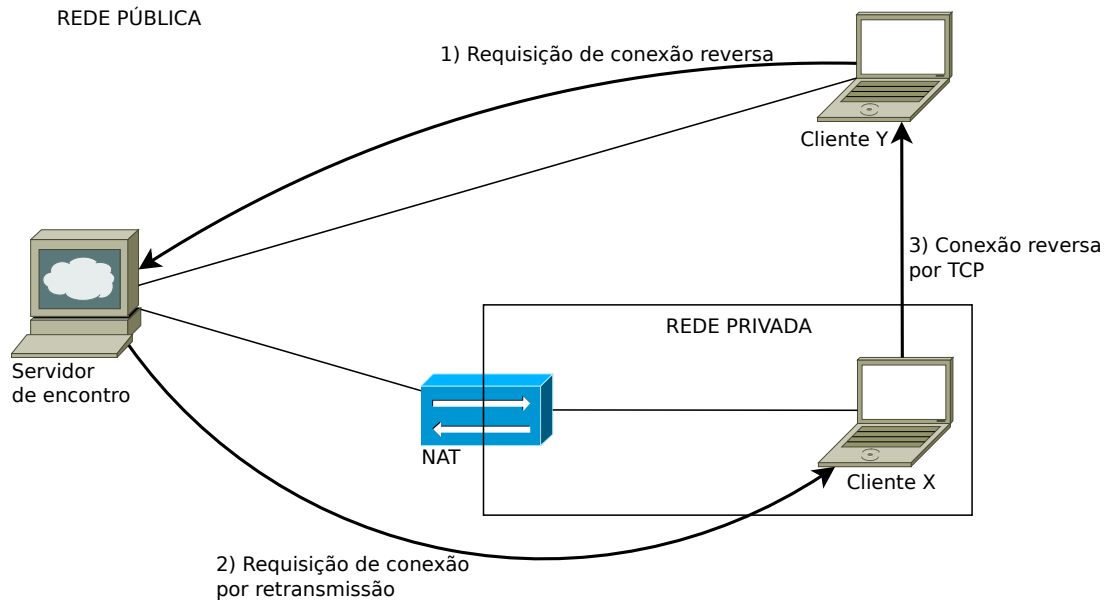 REDE PÚBLICA
1) Requisição de conexão reversa
Cliente Y
3) Conexão reversa
por TCP
REDE PRIVADA
Servidor
de encontro
NAT
Cliente X
2) Requisição de conexão
por retransmissão